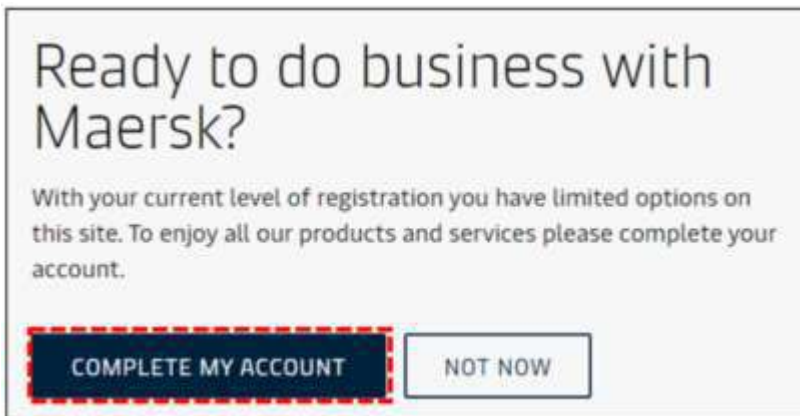 Ready to do business with
Maersk?
With your current level of registration you have limited options on
this site. To enjoy all our products and services please complete your
account.
COMPLETE MY ACCOUNT
NOT NOW